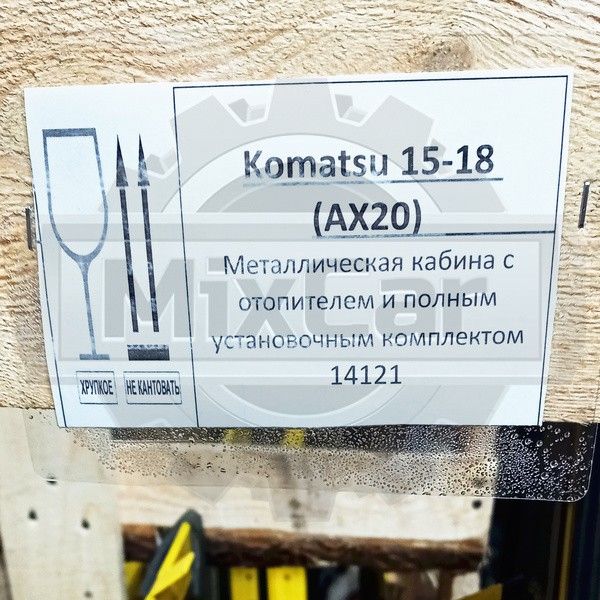 Komatsu 15-18
(AX20)
Металлическая кабина с
отопителем и полным
установочным комплектом
14121
ХРУПКОЕ НЕ КАНТОВАТЬ
MixCar